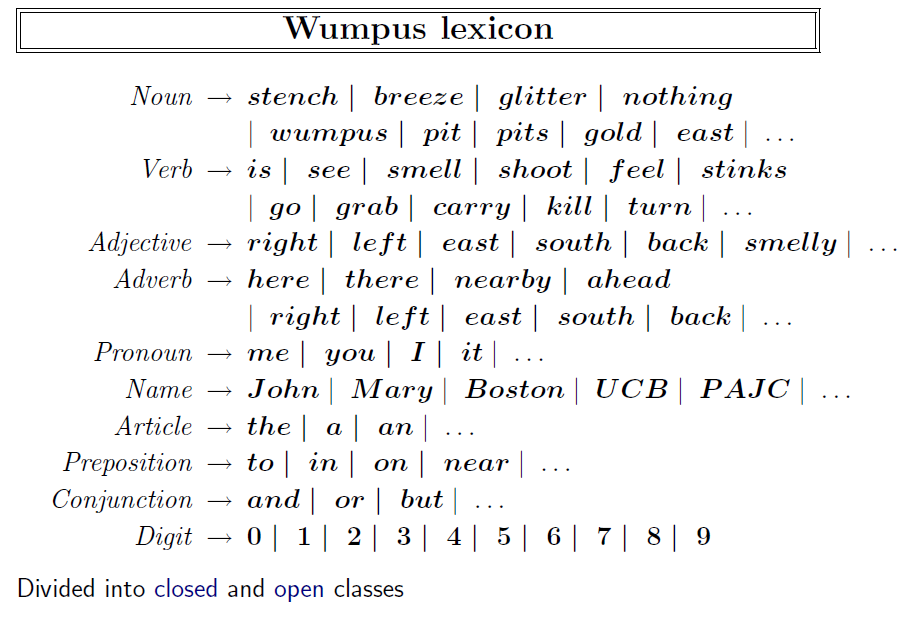 Wumpus lexicon
Noun → stench | breeze | glitter | nothing
| wumpus | pit | pits | gold | east | ...
Verb → is | see | smell | shoot | feel | stinks
| go | grab | carry | kill | turn | ...
Adjective → right | left | east | south | back | smelly | ...
Adverb → here | there | nearby | ahead
| right | left | east | south | back | ...
Pronoun → me | you | I | it | ...
Name → John | Mary | Boston | UCB | PAJC | ...
Article → the | a | an | ...
Preposition → to | in | on | near | ...
Conjunction → and | or | but | ...
Digit → 0 | 1 | 2 | 3 | 4 | 5 | 6 | 7 | 8 | 9
Divided into closed and open classes